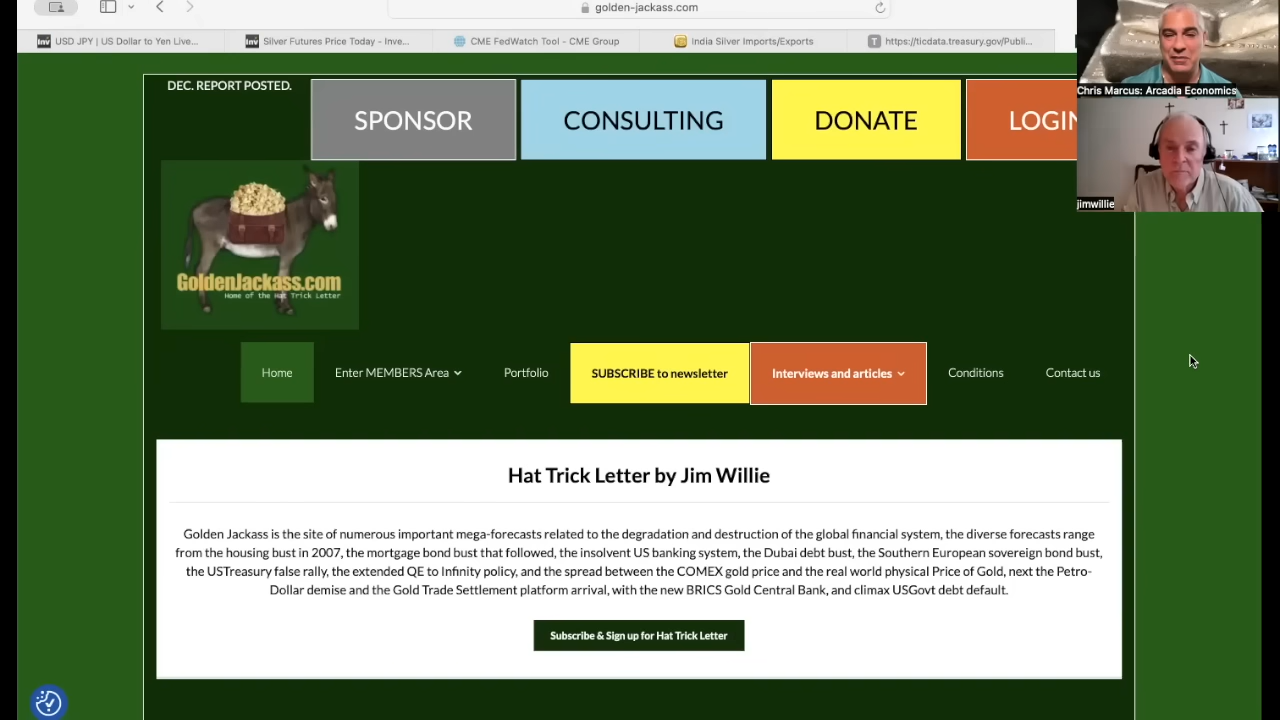 golden-jackass.com
Inv USD JPY | US Dollar to Yen Live...
Inv Silver Futures Price Today - Inve...
CME FedWatch Tool - CME Group
India Silver Imports/Exports
T https://ticdata.treasury.gov/Publi...
Chris Marcus: Arcadia Economics
jimwillie
DEC. REPORT POSTED.
SPONSOR
CONSULTING
DONATE
LOGIN
GoldenJackass.com
Home of the Hat Trick Letter
Home
Enter MEMBERS Area
Portfolio
SUBSCRIBE to newsletter
Interviews and articles
Conditions
Contact us
Hat Trick Letter by Jim Willie
Golden Jackass is the site of numerous important mega-forecasts related to the degradation and destruction of the global financial system, the diverse forecasts range
from the housing bust in 2007, the mortgage bond bust that followed, the insolvent US banking system, the Dubai debt bust, the Southern European sovereign bond bust,
the USTreasury false rally, the extended QE to Infinity policy, and the spread between the COMEX gold price and the real world physical Price of Gold, next the Petro-
Dollar demise and the Gold Trade Settlement platform arrival, with the new BRICS Gold Central Bank, and climax USGovt debt default.
Subscribe & Sign up for Hat Trick Letter